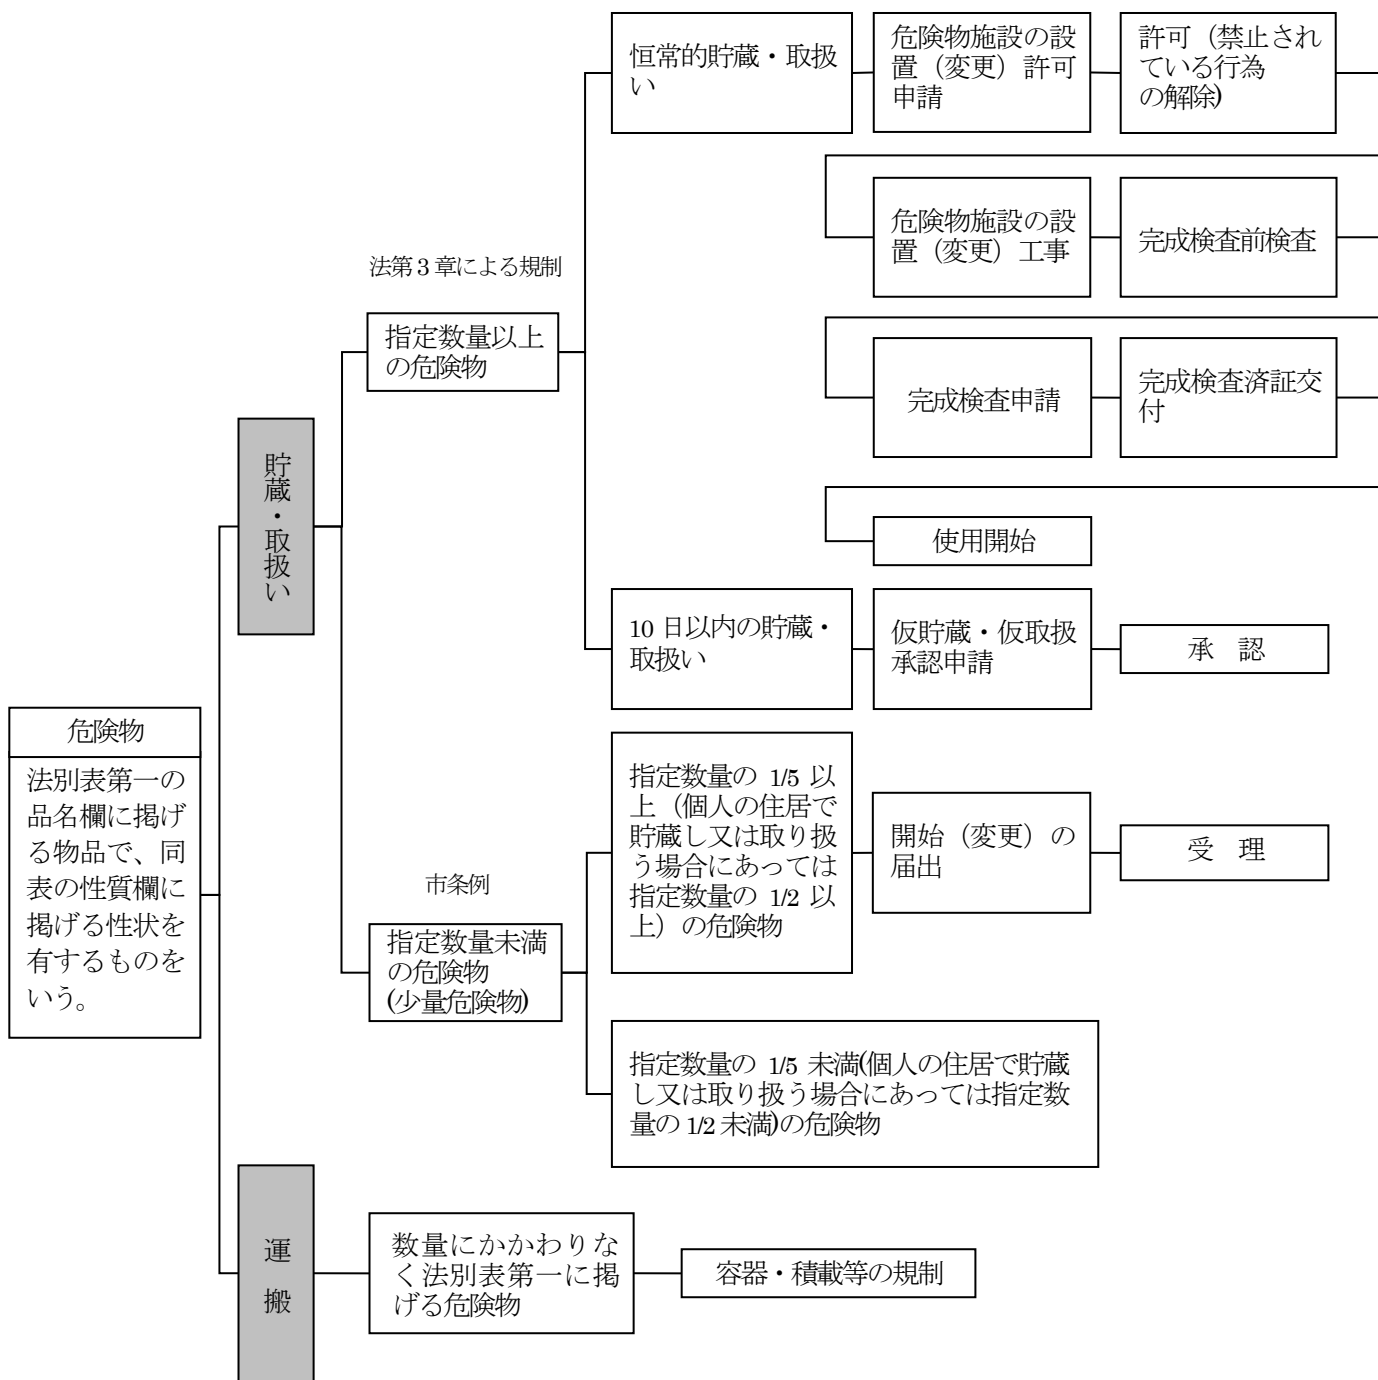 恒常的貯蔵・取扱
い
危険物施設の設
置（変更）許可
申請
許可（禁止され
ている行為
の解除）
危険物施設の設
置（変更）工事
完成検査前検査
法第3章による規制
指定数量以上
の危険物
完成検査申請
完成検査済証交
付
貯蔵・取扱い
使用開始
10 日以内の貯蔵・
取扱い
仮貯蔵・仮取扱
承認申請
承　認
危険物
法別表第一の
品名欄に掲げ
る物品で、同
表の性質欄に
掲げる性状を
有するものを
いう。
指定数量の 1/5 以
上（個人の住居で
貯蔵し又は取り扱
う場合にあっては
指定数量の 1/2 以
上）の危険物
開始（変更）の
届出
受　理
市条例
指定数量未満
の危険物
(少量危険物)
指定数量の 1/5 未満(個人の住居で貯蔵
し又は取り扱う場合にあっては指定数
量の 1/2 未満)の危険物
運　搬
数量にかかわりな
く法別表第一に掲
げる危険物
容器・積載等の規制